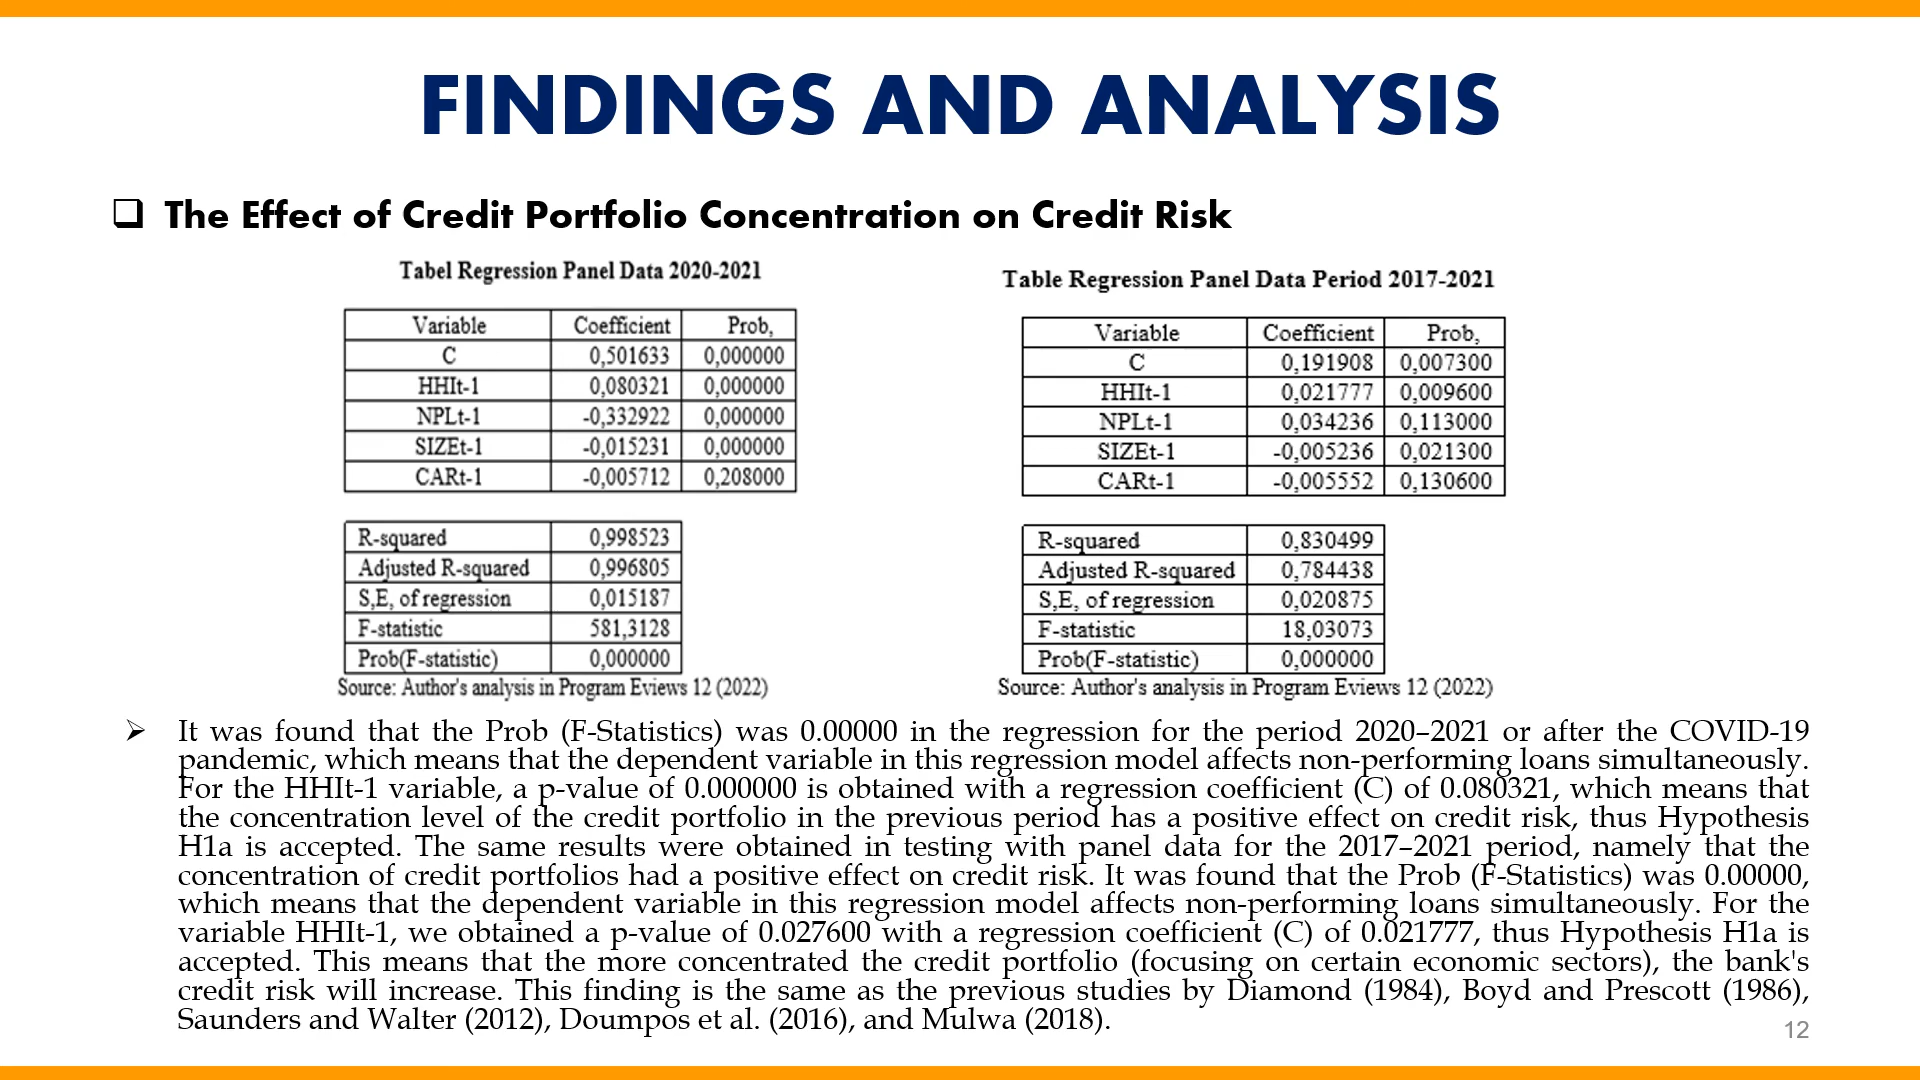 FINDINGS AND ANALYSIS
The Effect of Credit Portfolio Concentration on Credit Risk
Tabel Regression Panel Data 2020-2021
Variable Coefficient Prob,
C 0,501633 0,000000
HHIt-1 0,080321 0,000000
NPLt-1 -0,332922 0,000000
SIZEt-1 -0,015231 0,000000
CARt-1 -0,005712 0,208000
R-squared 0,998523
Adjusted R-squared 0,996805
S,E, of regression 0,015187
F-statistic 581,3128
Prob(F-statistic) 0,000000
Source: Author's analysis in Program Eviews 12 (2022)
Table Regression Panel Data Period 2017-2021
Variable Coefficient Prob,
C 0,191908 0,007300
HHIt-1 0,021777 0,009600
NPLt-1 0,034236 0,113000
SIZEt-1 -0,005236 0,021300
CARt-1 -0,005552 0,130600
R-squared 0,830499
Adjusted R-squared 0,784438
S,E, of regression 0,020875
F-statistic 18,03073
Prob(F-statistic) 0,000000
Source: Author's analysis in Program Eviews 12 (2022)
It was found that the Prob (F-Statistics) was 0.00000 in the regression for the period 2020–2021 or after the COVID-19
pandemic, which means that the dependent variable in this regression model affects non-performing loans simultaneously.
For the HHIt-1 variable, a p-value of 0.000000 is obtained with a regression coefficient (C) of 0.080321, which means that
the concentration level of the credit portfolio in the previous period has a positive effect on credit risk, thus Hypothesis
H1a is accepted. The same results were obtained in testing with panel data for the 2017–2021 period, namely that the
concentration of credit portfolios had a positive effect on credit risk. It was found that the Prob (F-Statistics) was 0.00000,
which means that the dependent variable in this regression model affects non-performing loans simultaneously. For the
variable HHIt-1, we obtained a p-value of 0.027600 with a regression coefficient (C) of 0.021777, thus Hypothesis H1a is
accepted. This means that the more concentrated the credit portfolio (focusing on certain economic sectors), the bank's
credit risk will increase. This finding is the same as the previous studies by Diamond (1984), Boyd and Prescott (1986),
Saunders and Walter (2012), Doumpos et al. (2016), and Mulwa (2018).
12